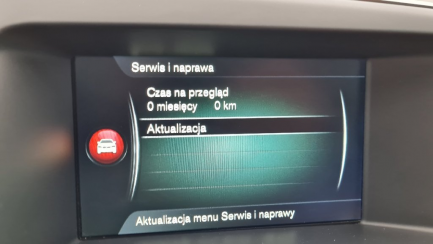 Serwis i naprawa
Czas na przegląd
0 miesięcy 0 km
Aktualizacja
Aktualizacja menu Serwis i naprawy